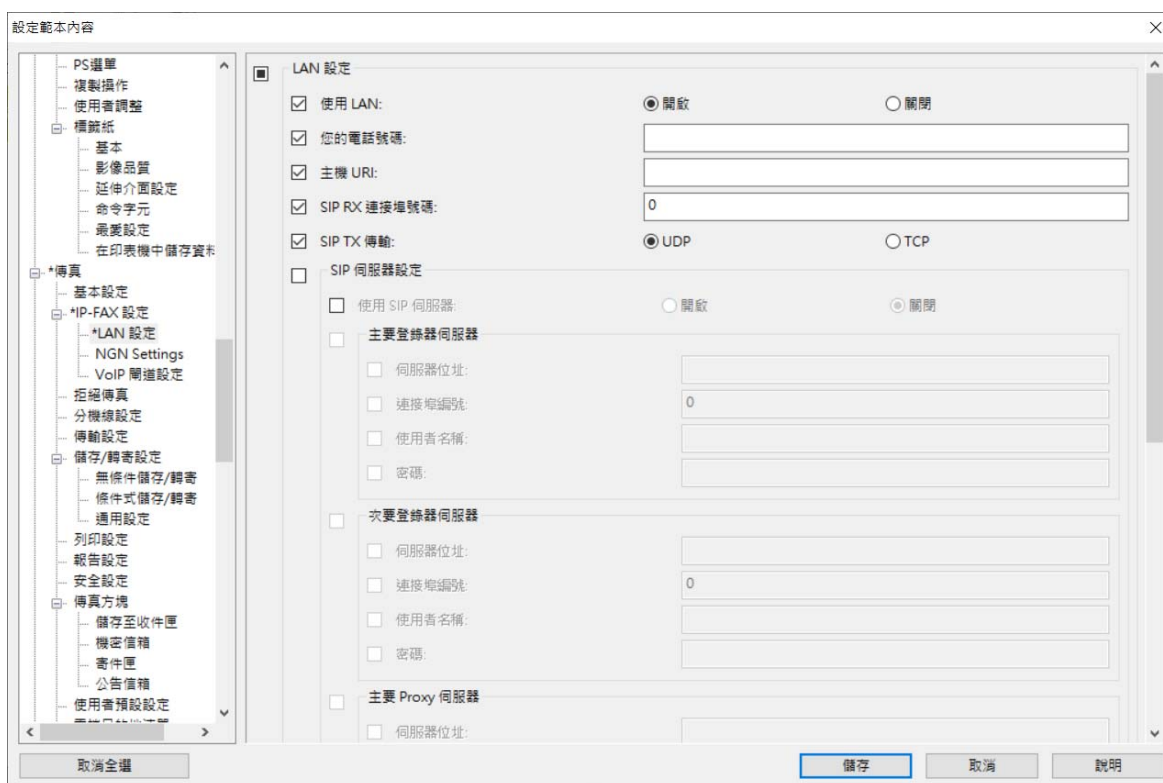 設定範本內容
PS選單
複製操作
使用者調整
標籤紙
基本
影像品質
延伸介面設定
命令字元
最愛設定
在印表機中儲存資料
*傳真
基本設定
*IP-FAX 設定
*LAN 設定
NGN Settings
VoIP 閘道設定
拒絕傳真
分機線設定
傳輸設定
儲存/轉寄設定
無條件儲存/轉寄
條件式儲存/轉寄
通用設定
列印設定
報告設定
安全設定
傳真方塊
儲存至收件匣
機密信箱
寄件匣
公告信箱
使用者預設設定
LAN 設定
使用 LAN: 開啟 關閉
您的電話號碼:
主機 URI:
SIP RX 連接埠號碼: 0
SIP TX 傳輸: UDP TCP
SIP 伺服器設定
使用 SIP 伺服器: 開啟 關閉
主要登錄器伺服器
伺服器位址:
連接埠編號: 0
使用者名稱:
密碼:
次要登錄器伺服器
伺服器位址:
連接埠編號: 0
使用者名稱:
密碼:
主要 Proxy 伺服器
伺服器位址:
取消全選 儲存 取消 說明